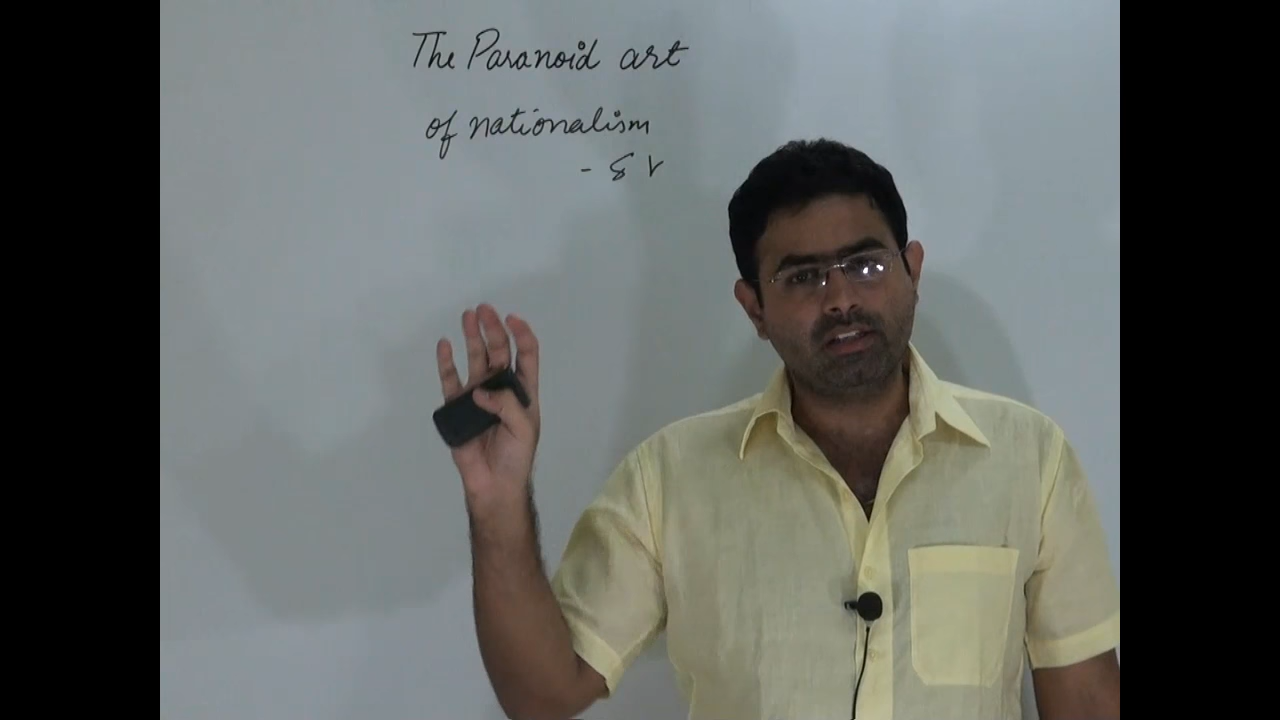 The Paranoid art
of nationalism
- S V